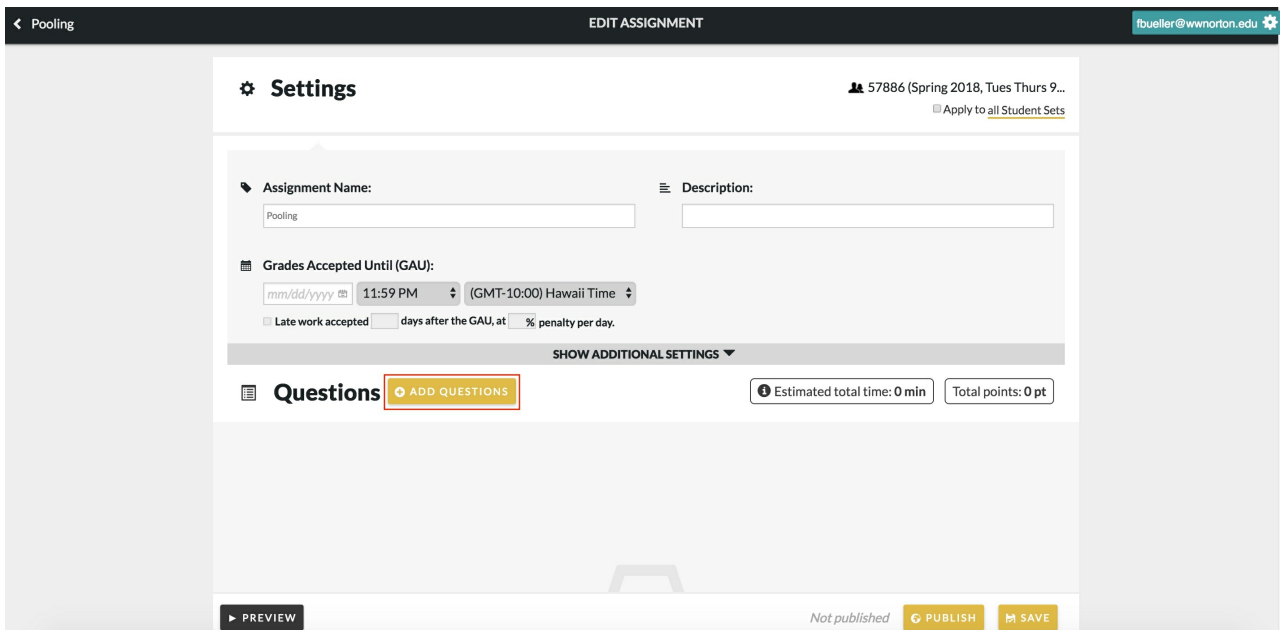 Pooling
EDIT ASSIGNMENT
fbueller@wwnorton.edu
Settings
57886 (Spring 2018, Tues Thurs 9...
Apply to all Student Sets
Assignment Name:
Description:
Pooling
Grades Accepted Until (GAU):
mm/dd/yyyy 11:59 PM (GMT-10:00) Hawaii Time
Late work accepted days after the GAU, at % penalty per day.
SHOW ADDITIONAL SETTINGS
Questions ADD QUESTIONS Estimated total time: 0 min Total points: 0 pt
PREVIEW Not published PUBLISH SAVE